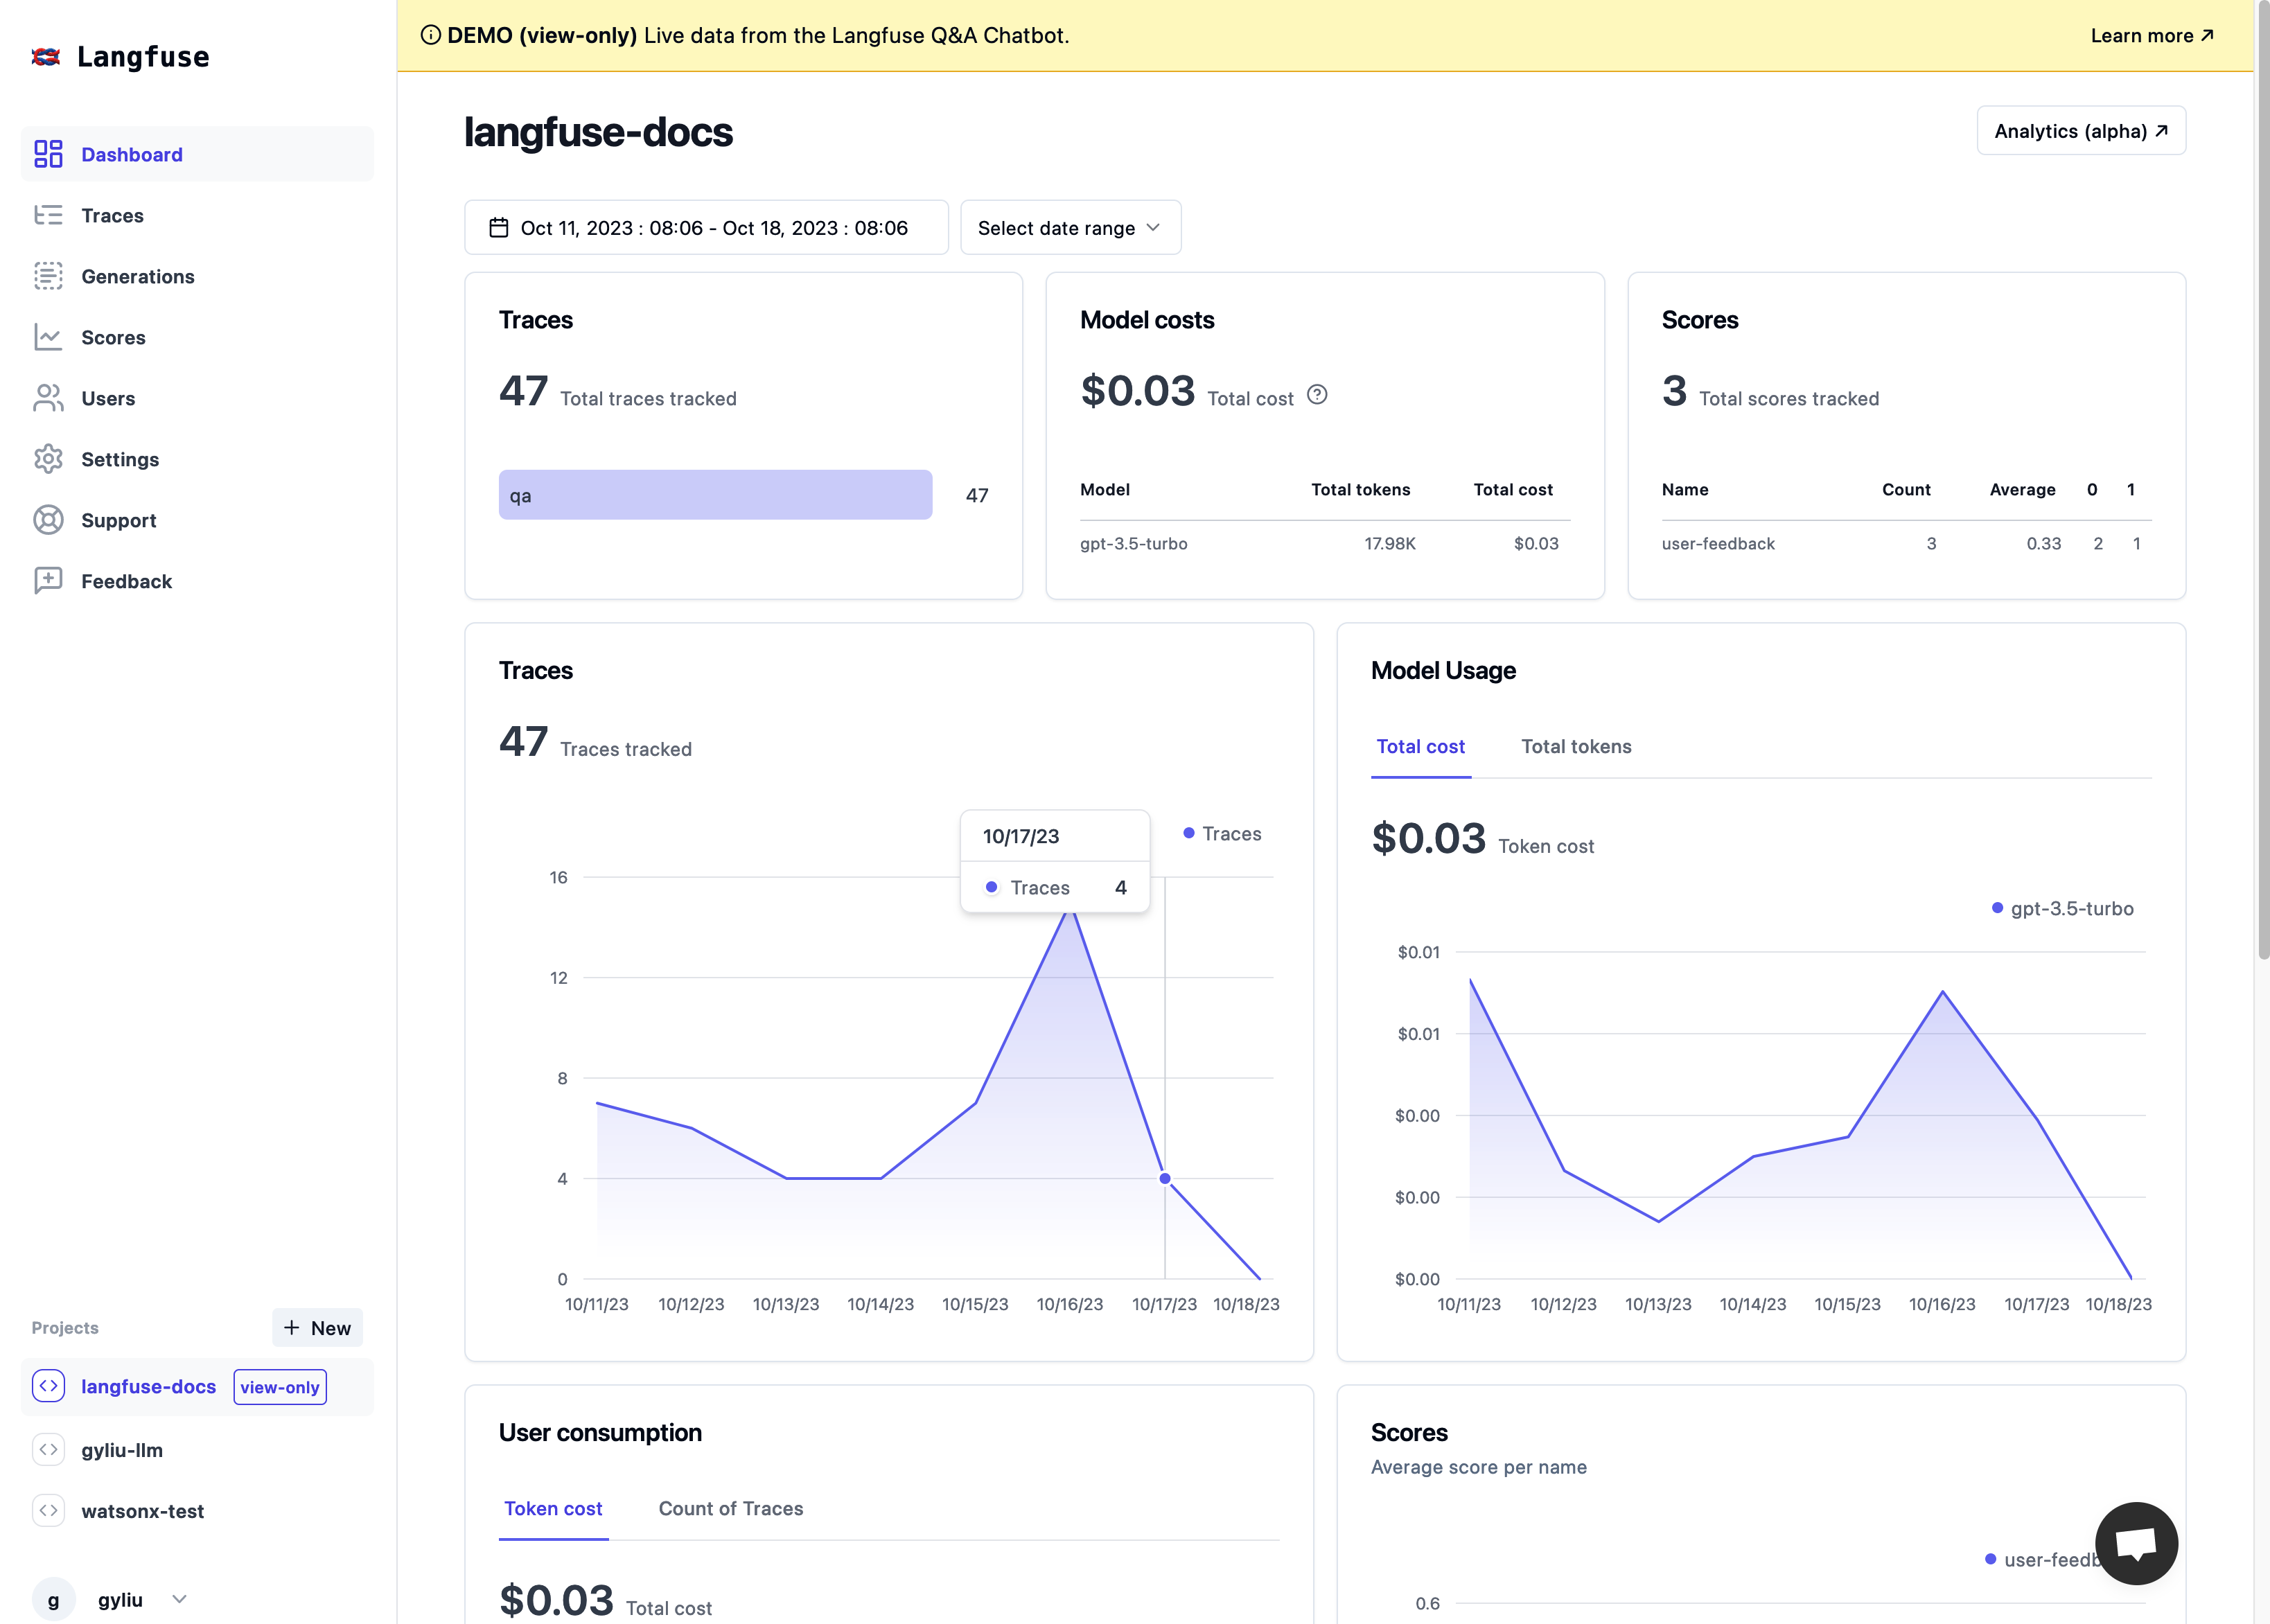 Langfuse
Dashboard
Traces
Generations
Scores
Users
Settings
Support
Feedback
Projects
+ New
langfuse-docs view-only
gyliu-llm
watsonx-test
g gyliu
DEMO (view-only) Live data from the Langfuse Q&A Chatbot. Learn more
langfuse-docs
Analytics (alpha)
Oct 11, 2023 : 08:06 - Oct 18, 2023 : 08:06 Select date range
Traces
47 Total traces tracked
qa 47
Model costs
$0.03 Total cost
Model Total tokens Total cost
gpt-3.5-turbo 17.98K $0.03
Scores
3 Total scores tracked
Name Count Average 0 1
user-feedback 3 0.33 2 1
Traces
47 Traces tracked
10/17/23
Traces 4
Traces
16
12
8
4
0
10/11/23 10/12/23 10/13/23 10/14/23 10/15/23 10/16/23 10/17/23 10/18/23
Model Usage
Total cost Total tokens
$0.03 Token cost
gpt-3.5-turbo
$0.01
$0.01
$0.00
$0.00
$0.00
10/11/23 10/12/23 10/13/23 10/14/23 10/15/23 10/16/23 10/17/23 10/18/23
User consumption
Token cost Count of Traces
$0.03 Total cost
Scores
Average score per name
user-feedb
0.6